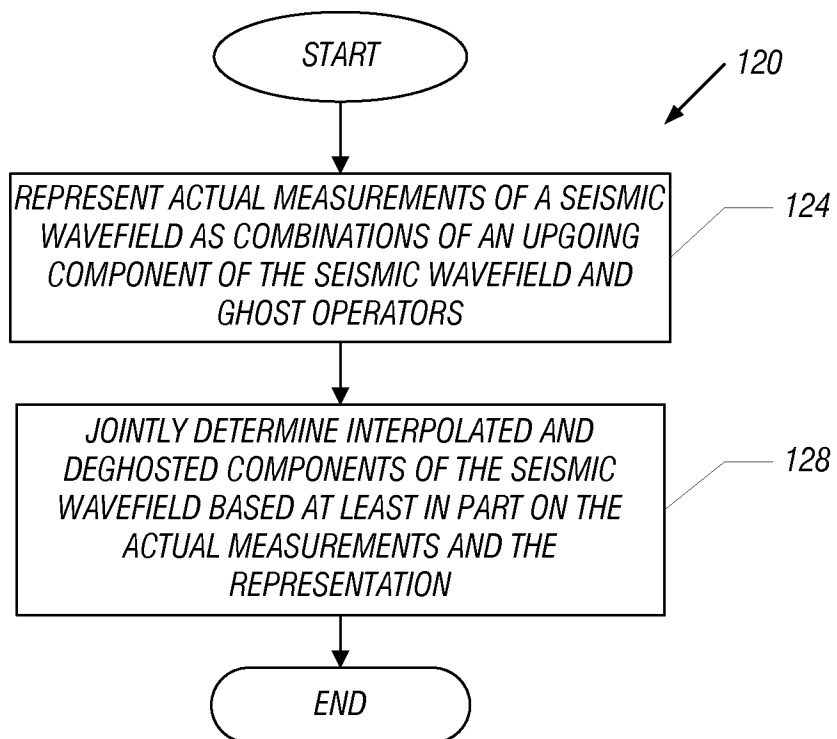 START
120
REPRESENT ACTUAL MEASUREMENTS OF A SEISMIC
WAVEFIELD AS COMBINATIONS OF AN UPGOING
COMPONENT OF THE SEISMIC WAVEFIELD AND
GHOST OPERATORS
124
JOINTLY DETERMINE INTERPOLATED AND
DEGHOSTED COMPONENTS OF THE SEISMIC
WAVEFIELD BASED AT LEAST IN PART ON THE
ACTUAL MEASUREMENTS AND THE
REPRESENTATION
128
END